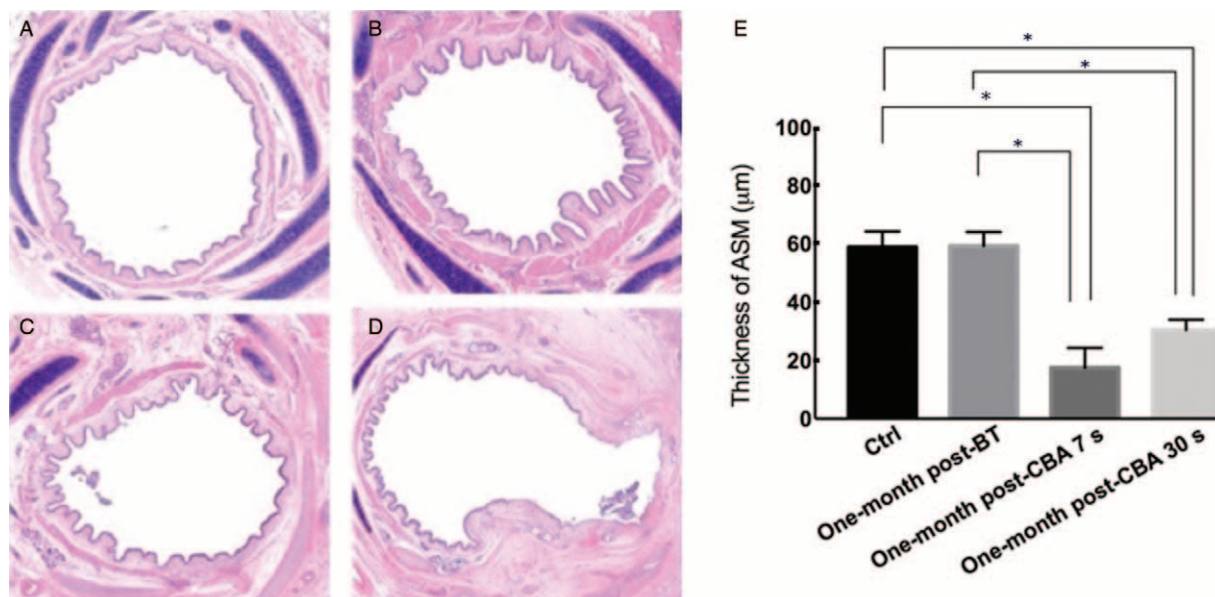 A
B
C
D
E
*
*
*
*
Thickness of ASM (μm)
100
80
60
40
20
0
Ctrl
One-month post-BT
One-month post-CBA 7 s
One-month post-CBA 30 s